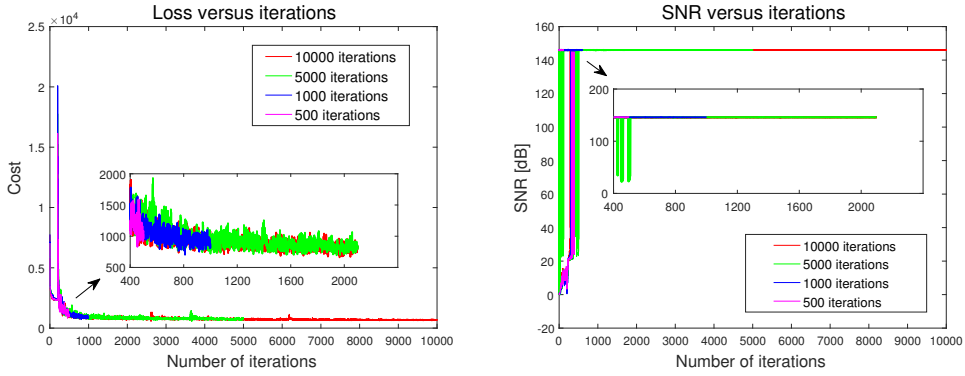 Loss versus iterations
2.5 ×10⁴
2
1.5
1
0.5
0
Cost
10000 iterations
5000 iterations
1000 iterations
500 iterations
2000
1500
1000
500
400 800 1200 1600 2000
0 1000 2000 3000 4000 5000 6000 7000 8000 9000 10000
Number of iterations
SNR versus iterations
160
140
120
100
80
60
40
20
0
-20
SNR [dB]
200
100
0
400 800 1200 1600 2000
10000 iterations
5000 iterations
1000 iterations
500 iterations
0 1000 2000 3000 4000 5000 6000 7000 8000 9000 10000
Number of iterations